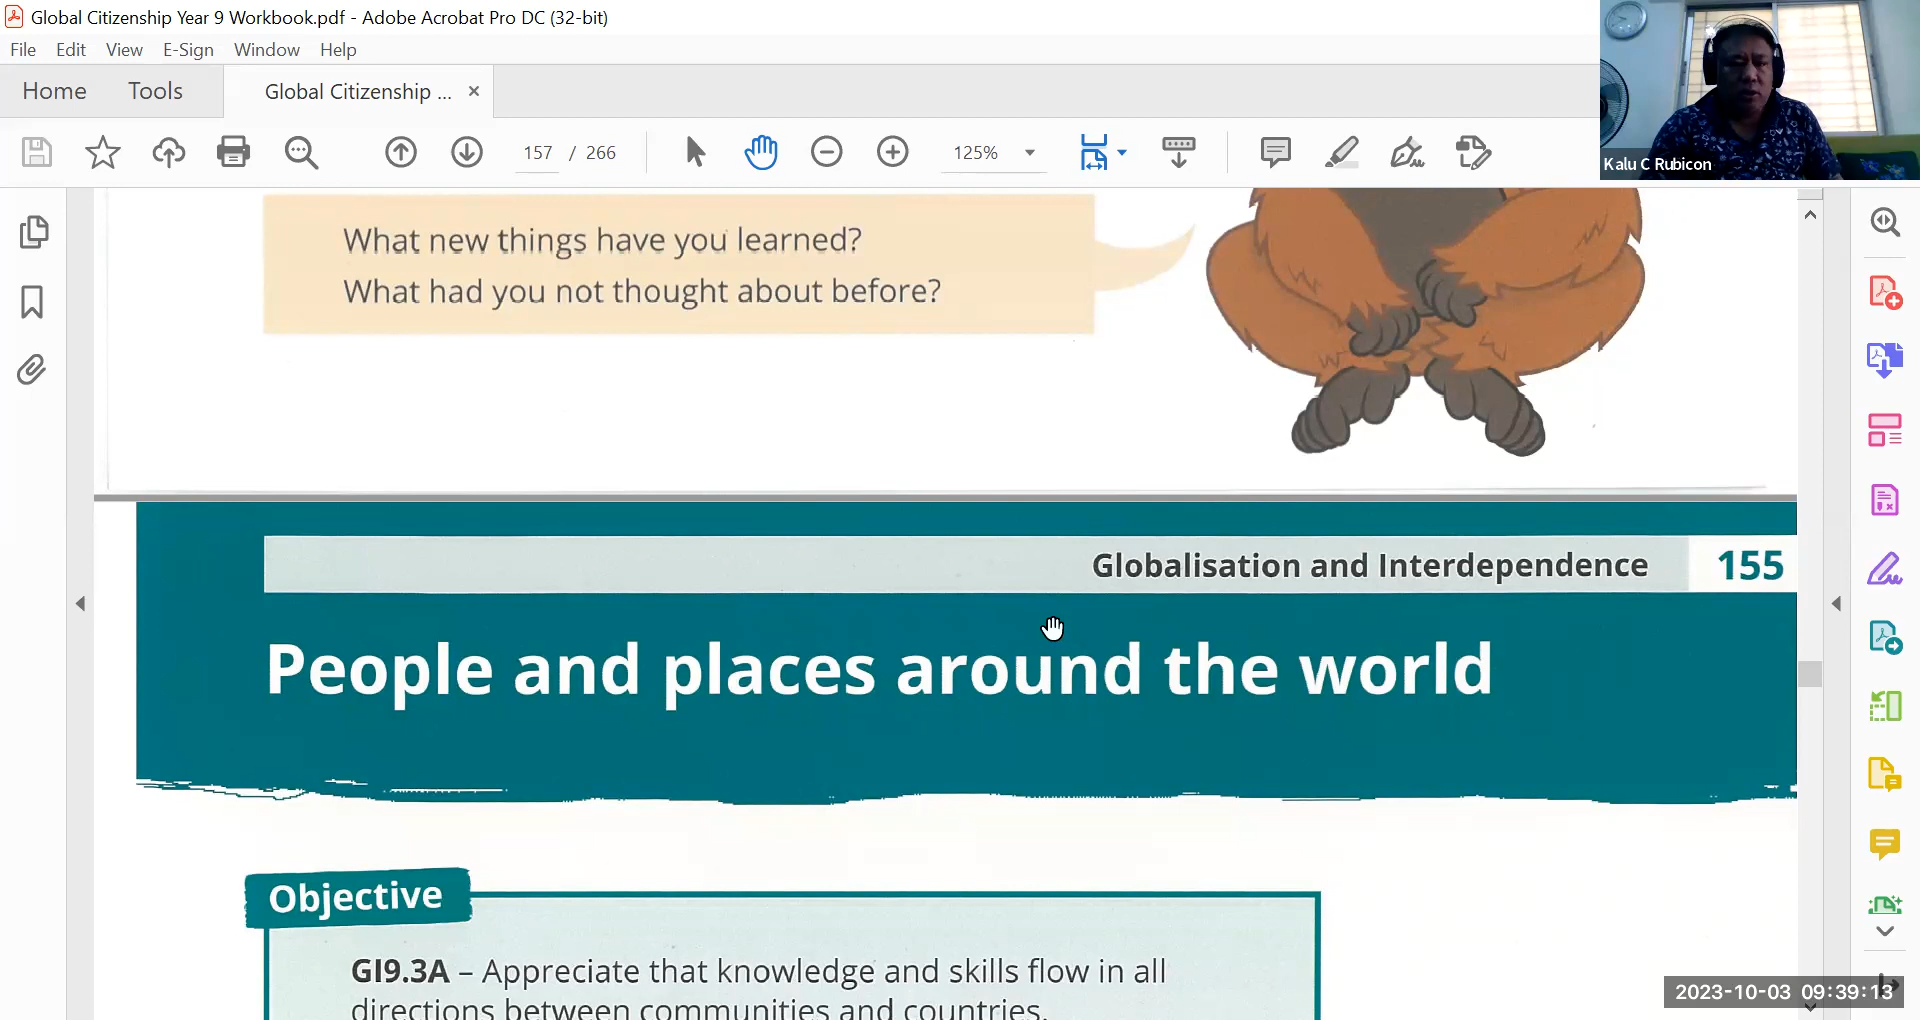 Global Citizenship Year 9 Workbook.pdf - Adobe Acrobat Pro DC (32-bit)
File Edit View E-Sign Window Help
Home Tools Global Citizenship ... ×
157 / 266 125%
Kalu C Rubicon
What new things have you learned?
What had you not thought about before?
Globalisation and Interdependence 155
People and places around the world
Objective
GI9.3A – Appreciate that knowledge and skills flow in all
directions between communities and countries.
2023-10-03 09:39:13